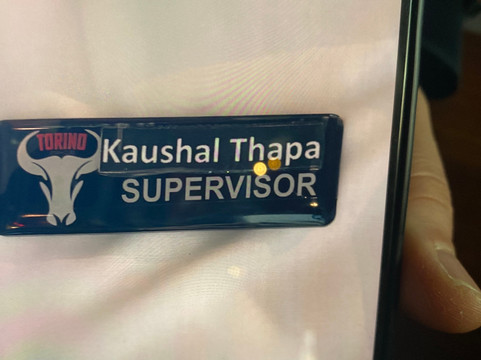 TORINO
Kaushal Thapa
SUPERVISOR